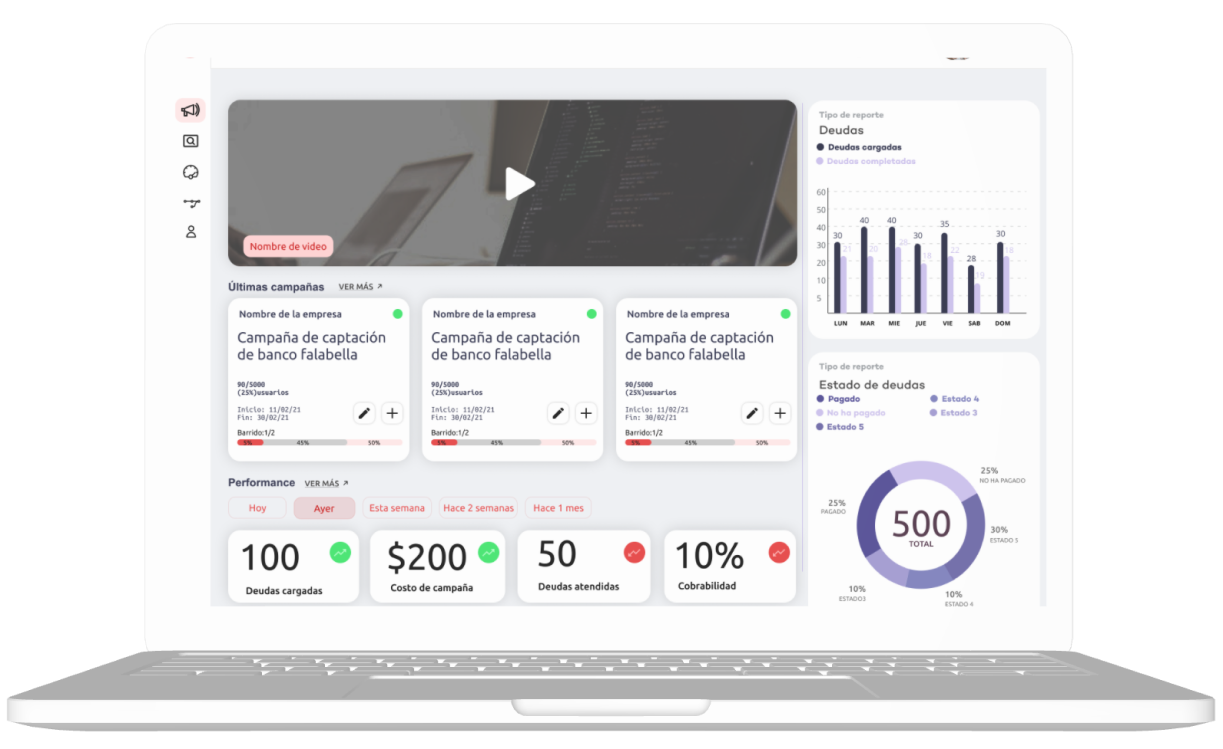 Nombre de video
Últimas campañas VER MÁS
Nombre de la empresa
Campaña de captación
de banco falabella
90/5000
(25%)usuarios
Inicio: 11/02/21
Fin: 30/02/21
Barrido:1/2
5% 45% 50%
Nombre de la empresa
Campaña de captación
de banco falabella
90/5000
(25%)usuarios
Inicio: 11/02/21
Fin: 30/02/21
Barrido:1/2
5% 45% 50%
Nombre de la empresa
Campaña de captación
de banco falabella
90/5000
(25%)usuarios
Inicio: 11/02/21
Fin: 30/02/21
Barrido:1/2
5% 45% 50%
Performance VER MÁS
Hoy Ayer Esta semana Hace 2 semanas Hace 1 mes
100
Deudas cargadas
$200
Costo de campaña
50
Deudas atendidas
10%
Cobrabilidad
Tipo de reporte
Deudas
Deudas cargadas
Deudas completadas
60
50
40
30
20
10
5
30 21 40 20 40 28 30 18 35 22 28 19 30 18
LUN MAR MIE JUE VIE SAB DOM
Tipo de reporte
Estado de deudas
Pagado Estado 4
No ha pagado Estado 3
Estado 5
25%
NO HA PAGADO
25%
PAGADO
500
TOTAL
30%
ESTADO 5
10%
ESTADO3
10%
ESTADO 4